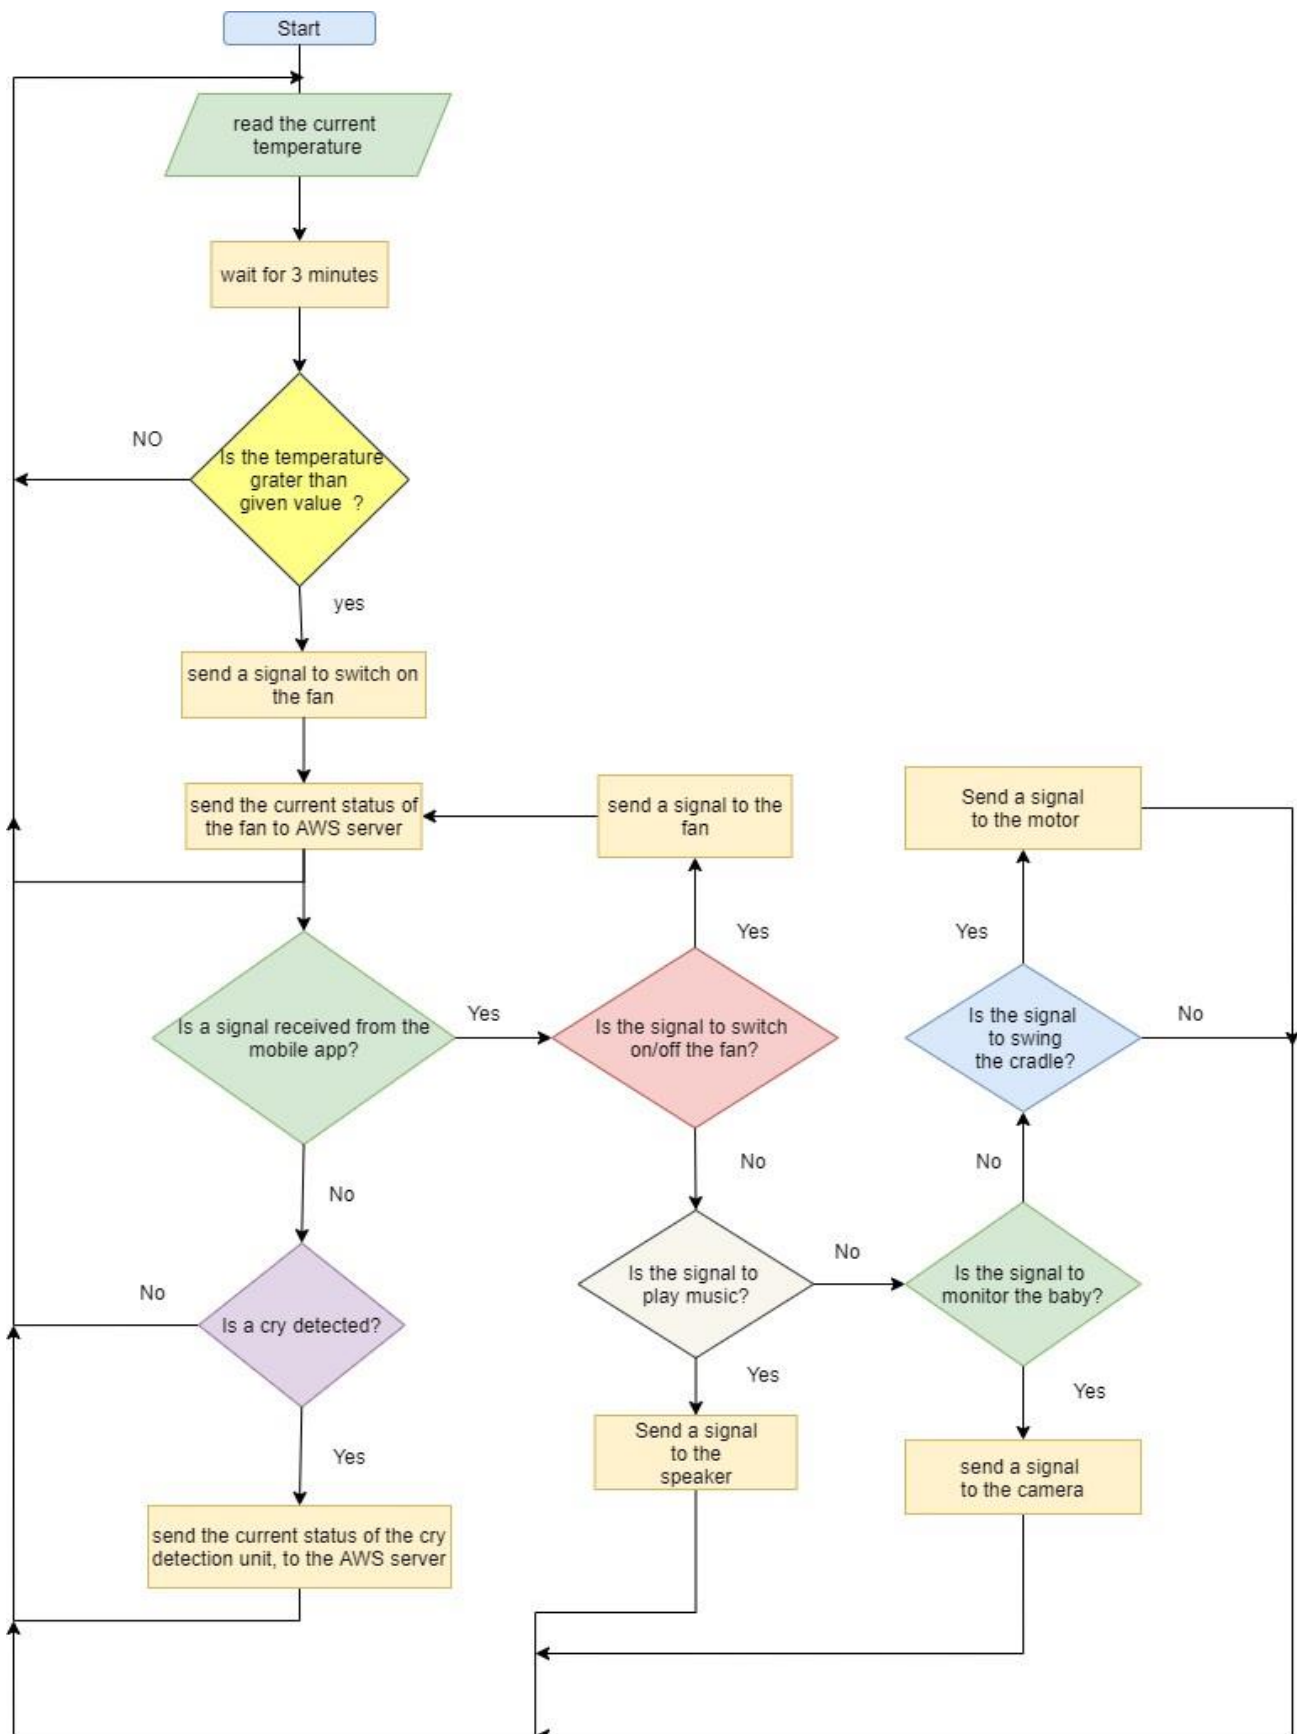 Start
read the current
temperature
wait for 3 minutes
NO
Is the temperature
grater than
given value ?
yes
send a signal to switch on
the fan
send the current status of
the fan to AWS server
send a signal to the
fan
Send a signal
to the motor
Yes
Yes
Is a signal received from the
mobile app?
Yes
Is the signal to switch
on/off the fan?
Is the signal
to swing
the cradle?
No
No
No
No
Is the signal to
play music?
No
Is the signal to
monitor the baby?
No
Is a cry detected?
Yes
Yes
Send a signal
to the
speaker
Yes
send a signal
to the camera
send the current status of the cry
detection unit, to the AWS server